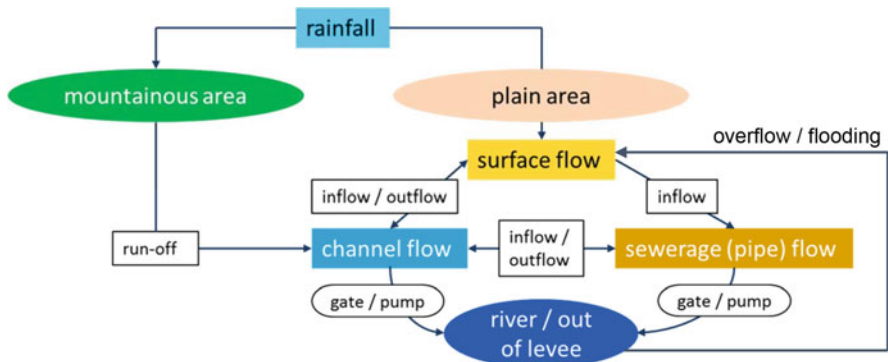 rainfall
mountainous area
plain area
overflow / flooding
surface flow
inflow / outflow
inflow
run-off
channel flow
inflow /
outflow
sewerage (pipe) flow
gate / pump
gate / pump
river / out
of levee